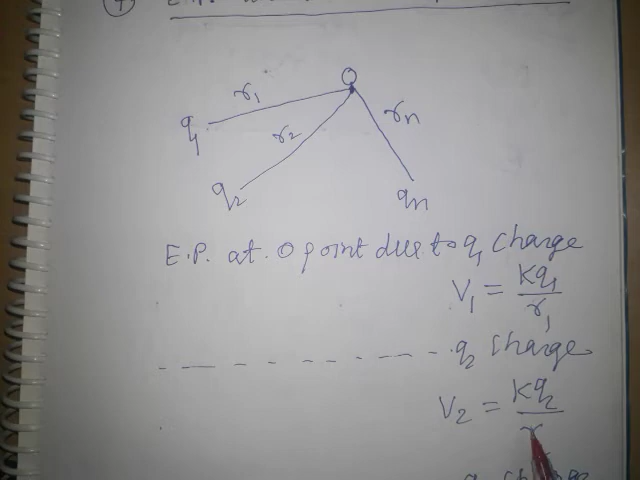 4
O
r1
q1
r2
rn
q2
qn
E.P. at. O point due to q1 charge
V1 = Kq1/r1
- - - - - - - - - - q2 charge
V2 = Kq2/r